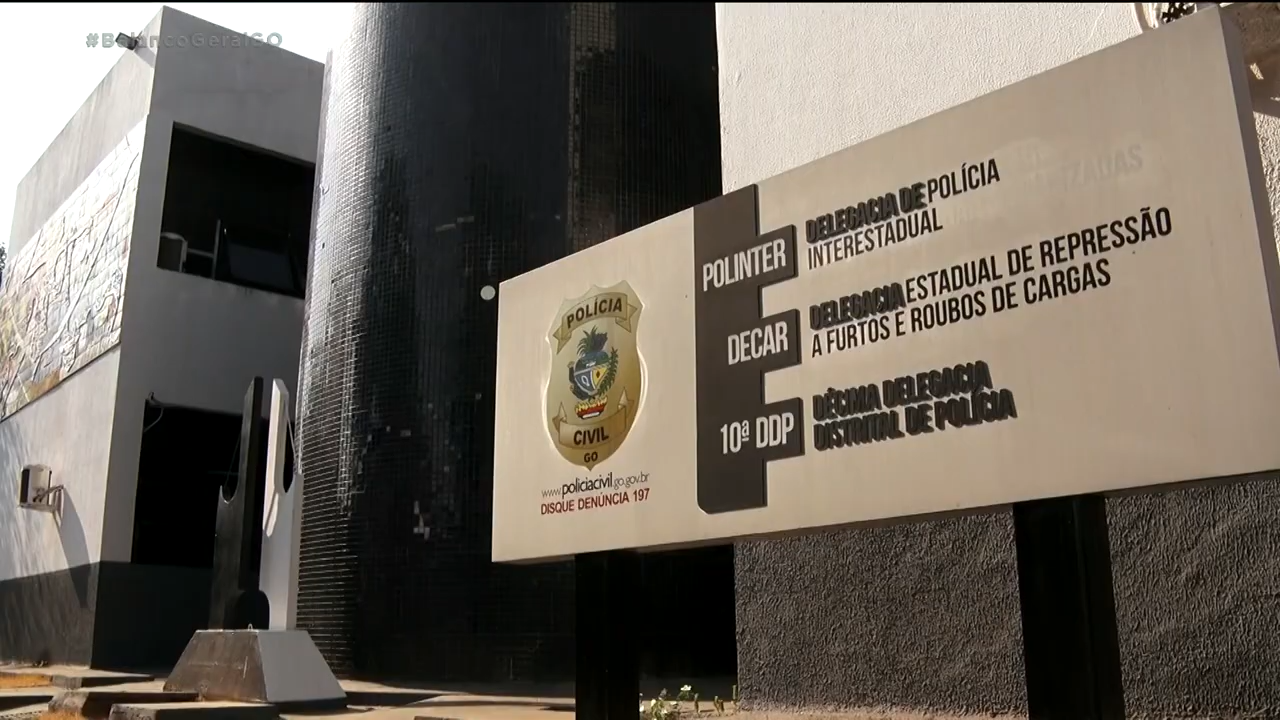 #BalançoGeralGO
POLÍCIA
CIVIL
GO
www.policiacivil.go.gov.br
DISQUE DENÚNCIA 197
POLINTER
DELEGACIA DE POLÍCIA
INTERESTADUAL
DECAR
DELEGACIA ESTADUAL DE REPRESSÃO
A FURTOS E ROUBOS DE CARGAS
10ª DDP
DÉCIMA DELEGACIA
DISTRITAL DE POLÍCIA